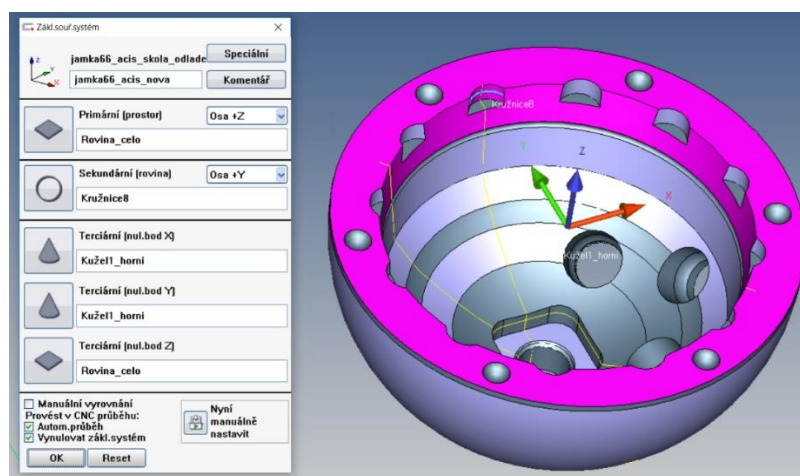 Zákl.souř.systém
jamka66_acis_skola_odlade
Speciální
jamka66_acis_nova
Komentář
Primární (prostor)
Osa +Z
Rovina_celo
Sekundární (rovina)
Osa +Y
Kružnice8
Terciární (nul.bod X)
Kužel1_horni
Terciární (nul.bod Y)
Kužel1_horni
Terciární (nul.bod Z)
Rovina_celo
Manuální vyrovnání
Provést v CNC průběhu:
Autom.průběh
Vynulovat zákl.systém
Nyní
manuálně
nastavit
OK
Reset
Kružnice8
Y
Z
X
Kužel1_horni
Z
Y
X